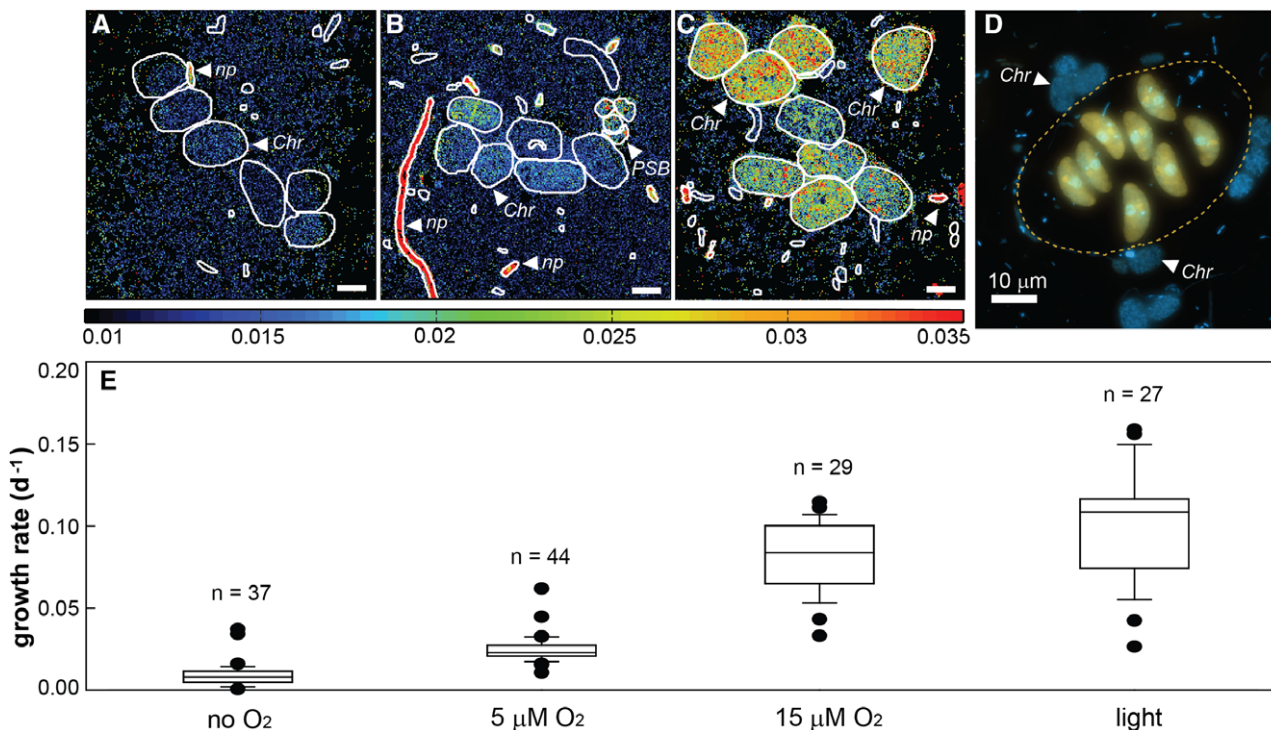 A
np
Chr
B
PSB
Chr
np
np
C
Chr
Chr
np
D
Chr
Chr
10 μm
0.01 0.015 0.02 0.025 0.03 0.035
E
growth rate (d⁻¹)
0.20
0.15
0.10
0.05
0.00
n = 37
n = 44
n = 29
n = 27
no O₂ 5 μM O₂ 15 μM O₂ light